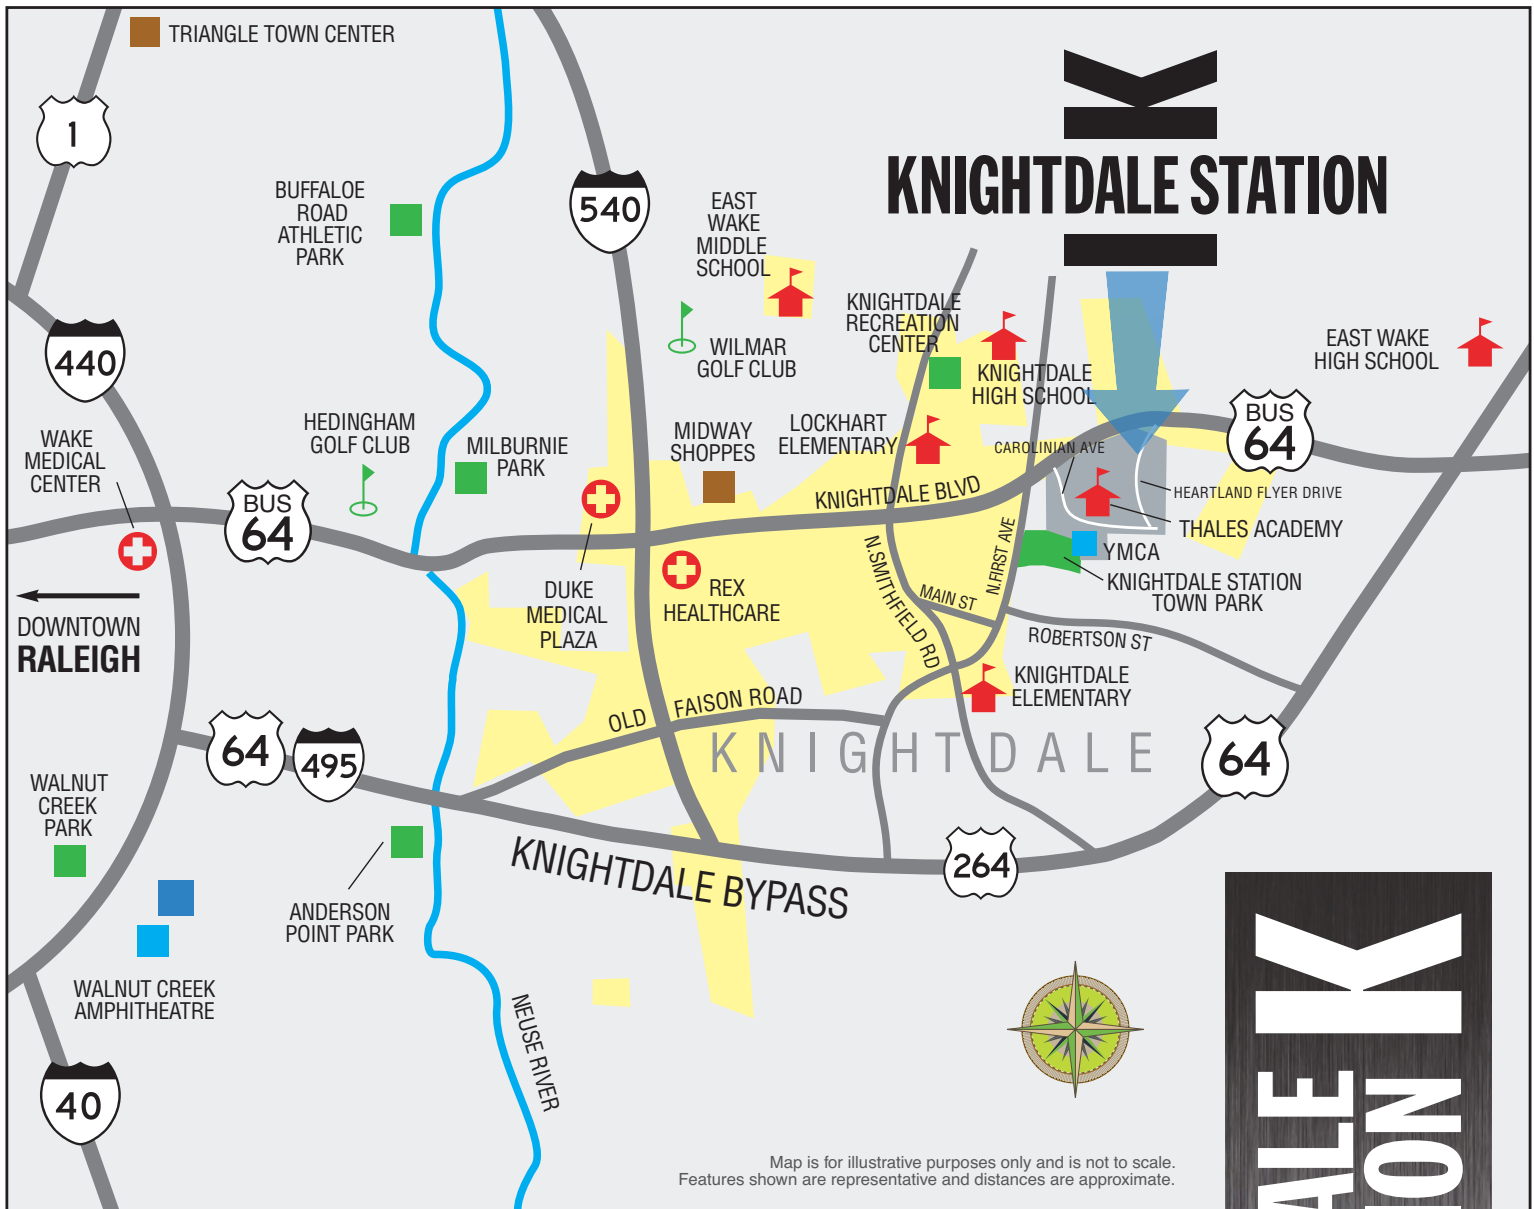 TRIANGLE TOWN CENTER
1
KNIGHTDALE STATION
BUFFALOE
ROAD
ATHLETIC
PARK
540
EAST
WAKE
MIDDLE
SCHOOL
KNIGHTDALE
RECREATION
CENTER
440
WILMAR
GOLF CLUB
KNIGHTDALE
HIGH SCHOOL
EAST WAKE
HIGH SCHOOL
WAKE
MEDICAL
CENTER
HEDINGHAM
GOLF CLUB
MILBURNIE
PARK
MIDWAY
SHOPPES
LOCKHART
ELEMENTARY
CAROLINIAN AVE
BUS
64
BUS
64
KNIGHTDALE BLVD
HEARTLAND FLYER DRIVE
THALES ACADEMY
YMCA
KNIGHTDALE STATION
TOWN PARK
N.FIRST AVE
N.SMITHFIELD RD
MAIN ST
ROBERTSON ST
DUKE
MEDICAL
PLAZA
REX
HEALTHCARE
DOWNTOWN
RALEIGH
KNIGHTDALE
ELEMENTARY
OLD FAISON ROAD
KNIGHTDALE
64
495
64
WALNUT
CREEK
PARK
KNIGHTDALE BYPASS
264
ANDERSON
POINT PARK
WALNUT CREEK
AMPHITHEATRE
NEUSE RIVER
40
Map is for illustrative purposes only and is not to scale.
Features shown are representative and distances are approximate.
K
ALE
ION